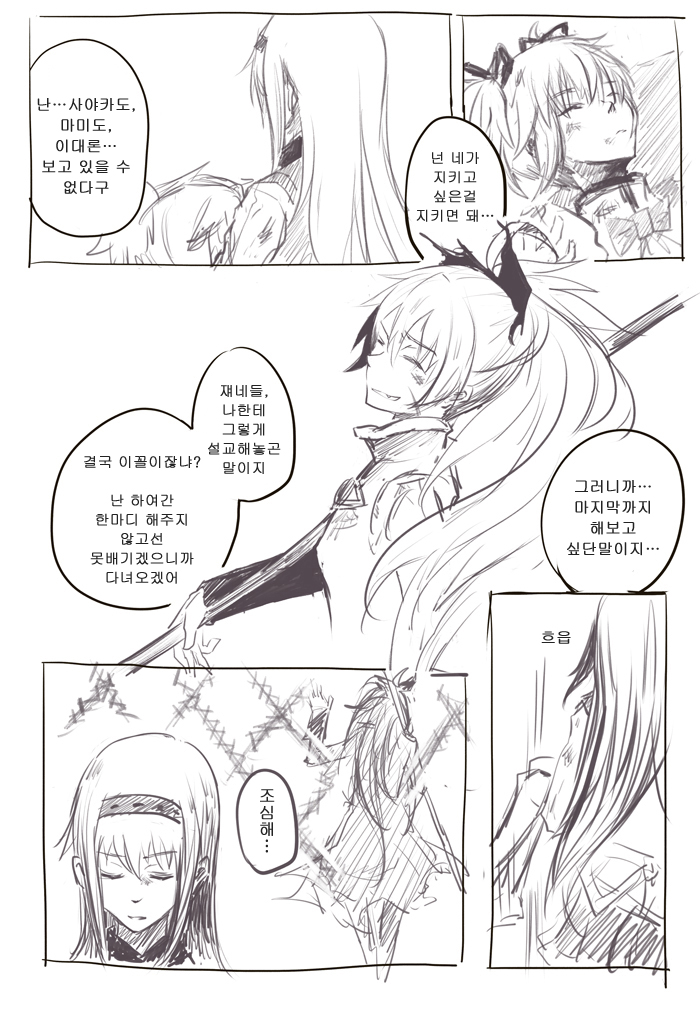 난…사야카도,
마미도,
이대론…
보고 있을 수
없다구
넌 네가
지키고
싶은걸
지키면 돼…
쟤네들,
나한테
그렇게
설교해놓곤
말이지
결국 이꼴이잖냐?
난 하여간
한마디 해주지
않고선
못배기겠으니까
다녀오겠어
그러니까…
마지막까지
해보고
싶단말이지…
흐읍
조심해…